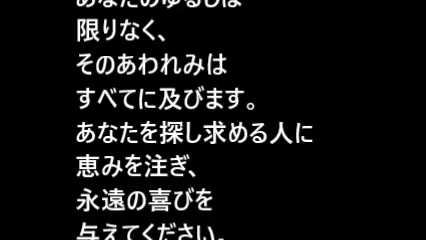 あなたのゆるしは
限りなく、
そのあわれみは
すべてに及びます。
あなたを探し求める人に
恵みを注ぎ、
永遠の喜びを
与えてください。